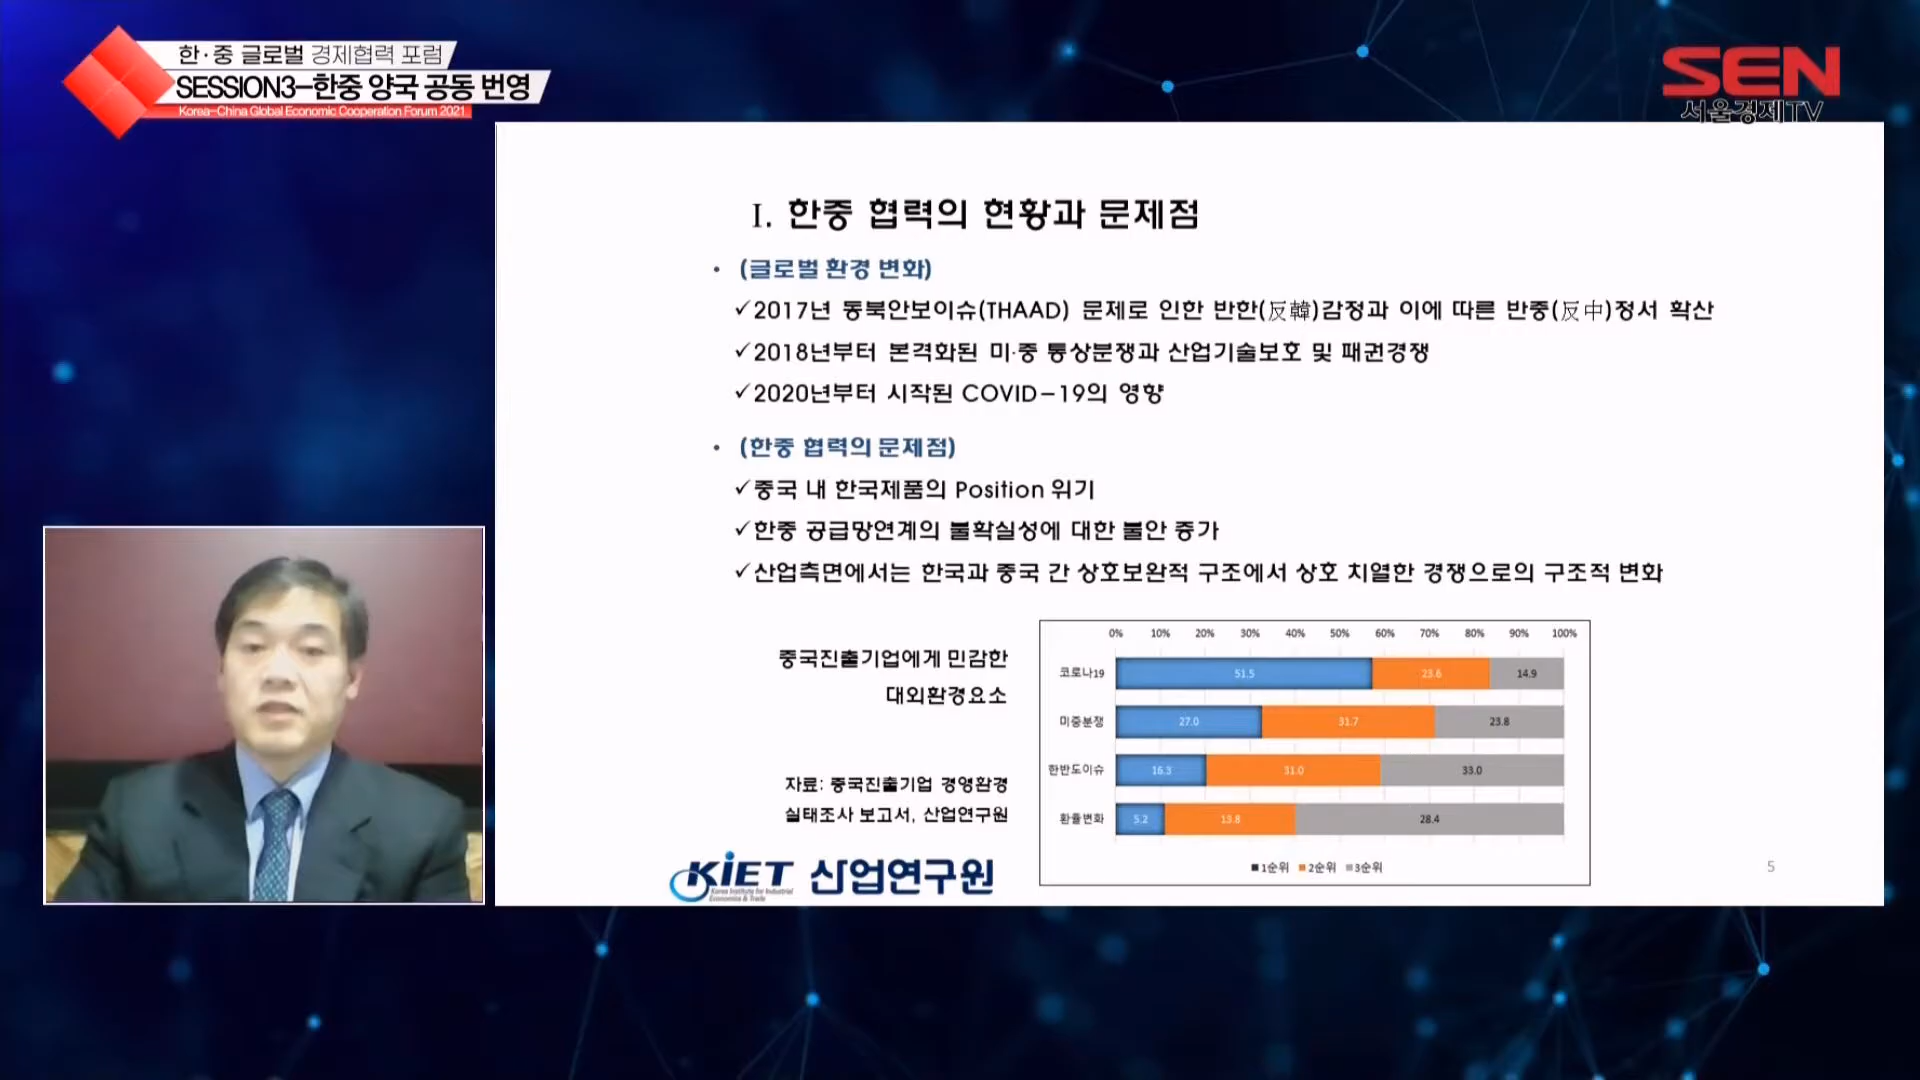 한·중 글로벌 경제협력 포럼
SESSION3-한중 양국 공동 번영
Korea-China Global Economic Cooperation Forum 2021
SEN
서울경제TV
I. 한중 협력의 현황과 문제점
• (글로벌 환경 변화)
✓2017년 동북안보이슈(THAAD) 문제로 인한 반한(反韓)감정과 이에 따른 반중(反中)정서 확산
✓2018년부터 본격화된 미·중 통상분쟁과 산업기술보호 및 패권경쟁
✓2020년부터 시작된 COVID-19의 영향
• (한중 협력의 문제점)
✓중국 내 한국제품의 Position 위기
✓한중 공급망연계의 불확실성에 대한 불안 증가
✓산업측면에서는 한국과 중국 간 상호보완적 구조에서 상호 치열한 경쟁으로의 구조적 변화
중국진출기업에게 민감한
대외환경요소
자료: 중국진출기업 경영환경
실태조사 보고서, 산업연구원
KIET 산업연구원
Korea Institute for Industrial
Economics & Trade
0% 10% 20% 30% 40% 50% 60% 70% 80% 90% 100%
코로나19 51.5 23.6 14.9
미중분쟁 27.0 31.7 23.8
한반도이슈 16.3 31.0 33.0
환율변화 5.2 13.8 28.4
■1순위 ■2순위 ■3순위
5